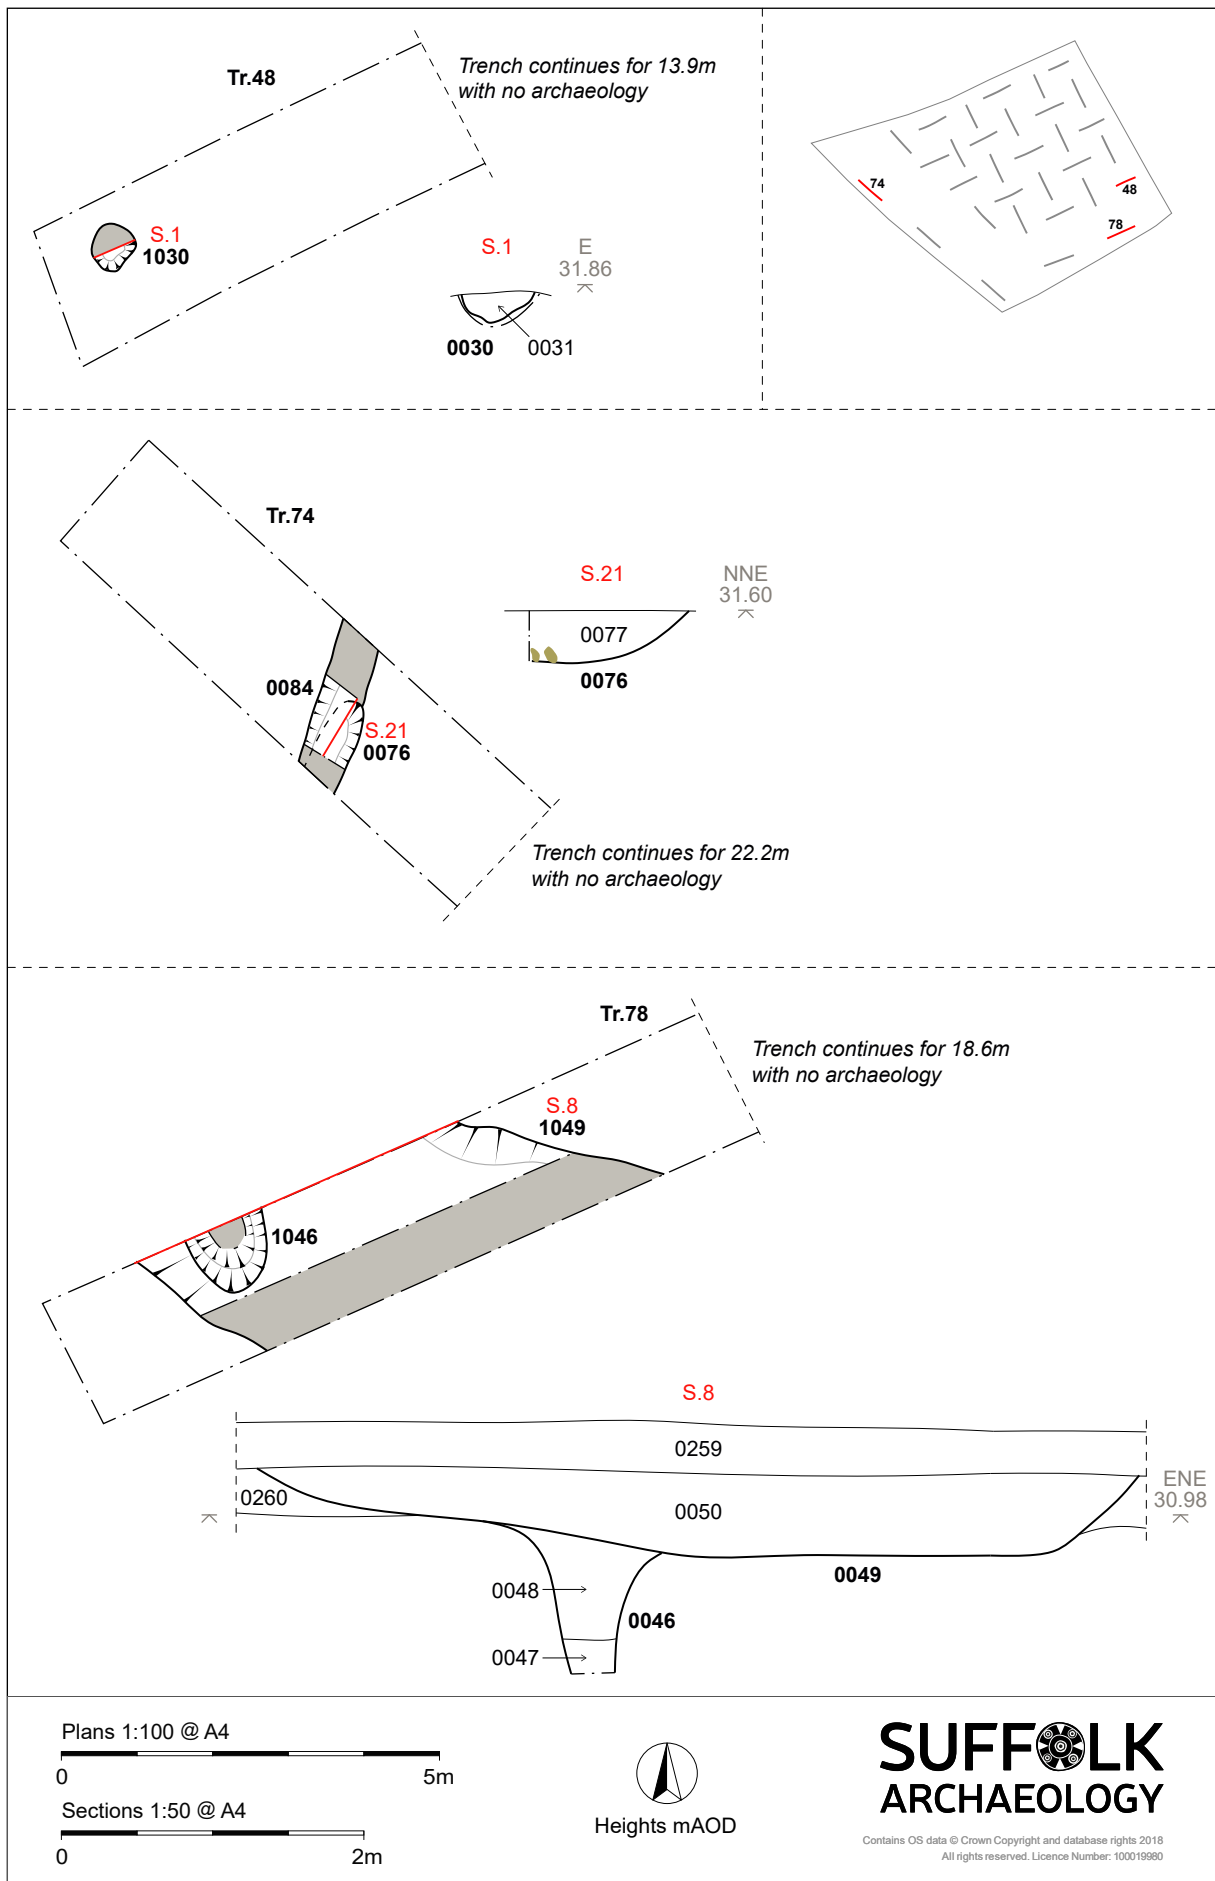 Tr.48
Trench continues for 13.9m
with no archaeology
S.1
1030
S.1
E
31.86
0030
0031
74
48
78
Tr.74
0084
S.21
0076
S.21
NNE
31.60
0077
0076
Trench continues for 22.2m
with no archaeology
Tr.78
Trench continues for 18.6m
with no archaeology
S.8
1049
1046
S.8
0259
0260
0050
ENE
30.98
0049
0048
0046
0047
Plans 1:100 @ A4
0 5m
Sections 1:50 @ A4
0 2m
Heights mAOD
SUFFOLK
ARCHAEOLOGY
Contains OS data © Crown Copyright and database rights 2018
All rights reserved. Licence Number: 100019980